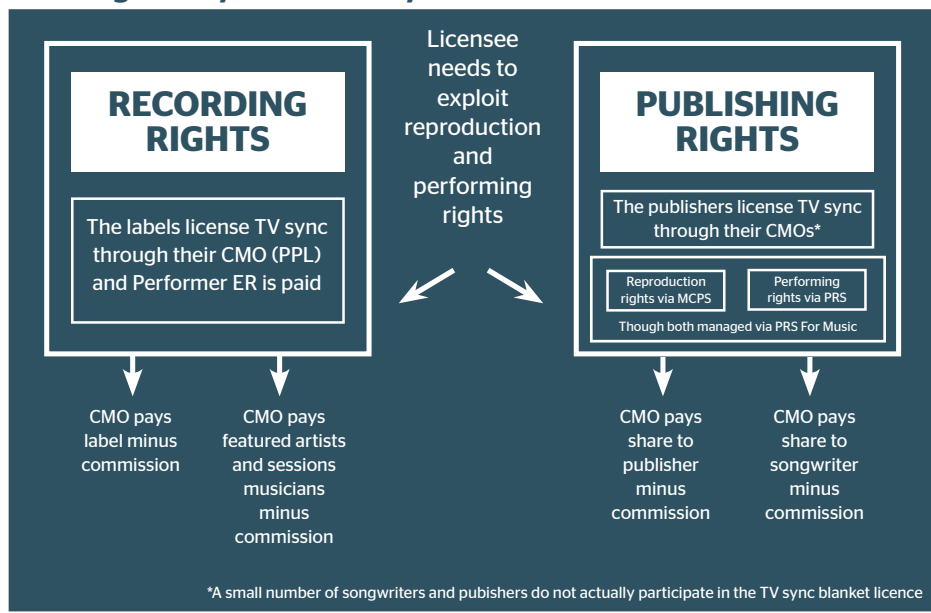 RECORDING
RIGHTS
The labels license TV sync
through their CMO (PPL)
and Performer ER is paid
CMO pays
label minus
commission
CMO pays
featured artists
and sessions
musicians
minus
commission
Licensee
needs to
exploit
reproduction
and
performing
rights
PUBLISHING
RIGHTS
The publishers license TV sync
through their CMOs*
Reproduction
rights via MCPS
Performing
rights via PRS
Though both managed via PRS For Music
CMO pays
share to
publisher
minus
commission
CMO pays
share to
songwriter
minus
commission
*A small number of songwriters and pubishers do not actually participate in the TV sync blanket licence